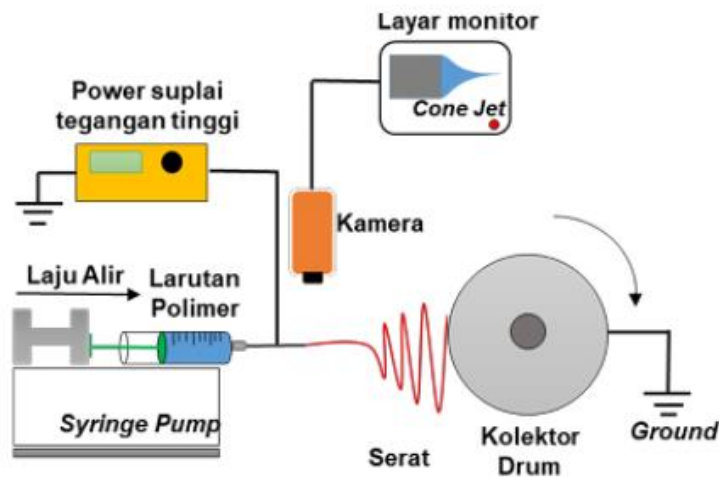 Layar monitor
Cone Jet
Power suplai
tegangan tinggi
Kamera
Laju Alir
Larutan
Polimer
Syringe Pump
Serat
Kolektor
Drum
Ground